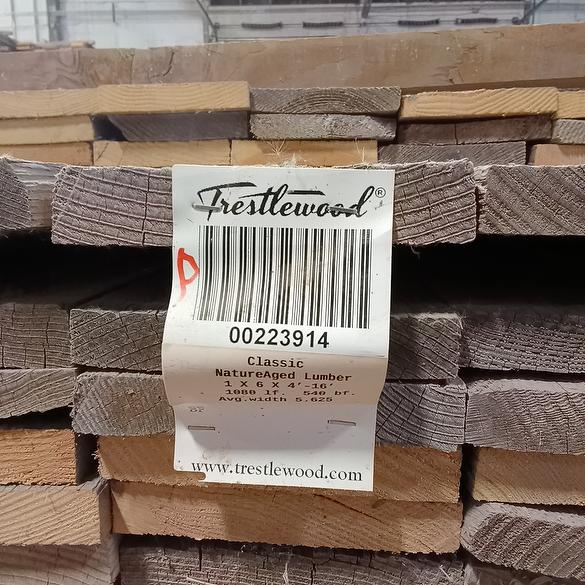 Trestlewood®
P
00223914
Classic
NatureAged Lumber
1 X 6 X 4'-16'
1080 lf. 540 bf.
Avg.width 5.625
or
www.trestlewood.com